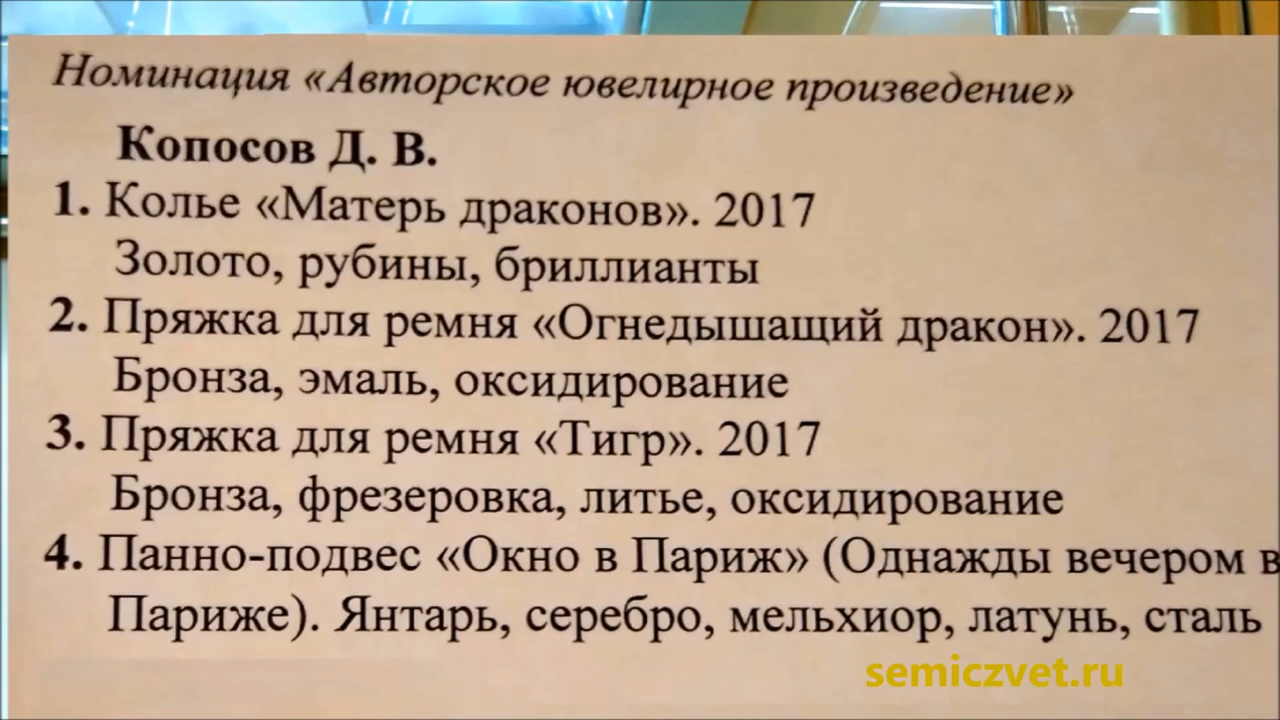 Номинация «Авторское ювелирное произведение»
Копосов Д. В.
1. Колье «Матерь драконов». 2017
Золото, рубины, бриллианты
2. Пряжка для ремня «Огнедышащий дракон». 2017
Бронза, эмаль, оксидирование
3. Пряжка для ремня «Тигр». 2017
Бронза, фрезеровка, литье, оксидирование
4. Панно-подвес «Окно в Париж» (Однажды вечером в
Париже). Янтарь, серебро, мельхиор, латунь, сталь
semiczvet.ru